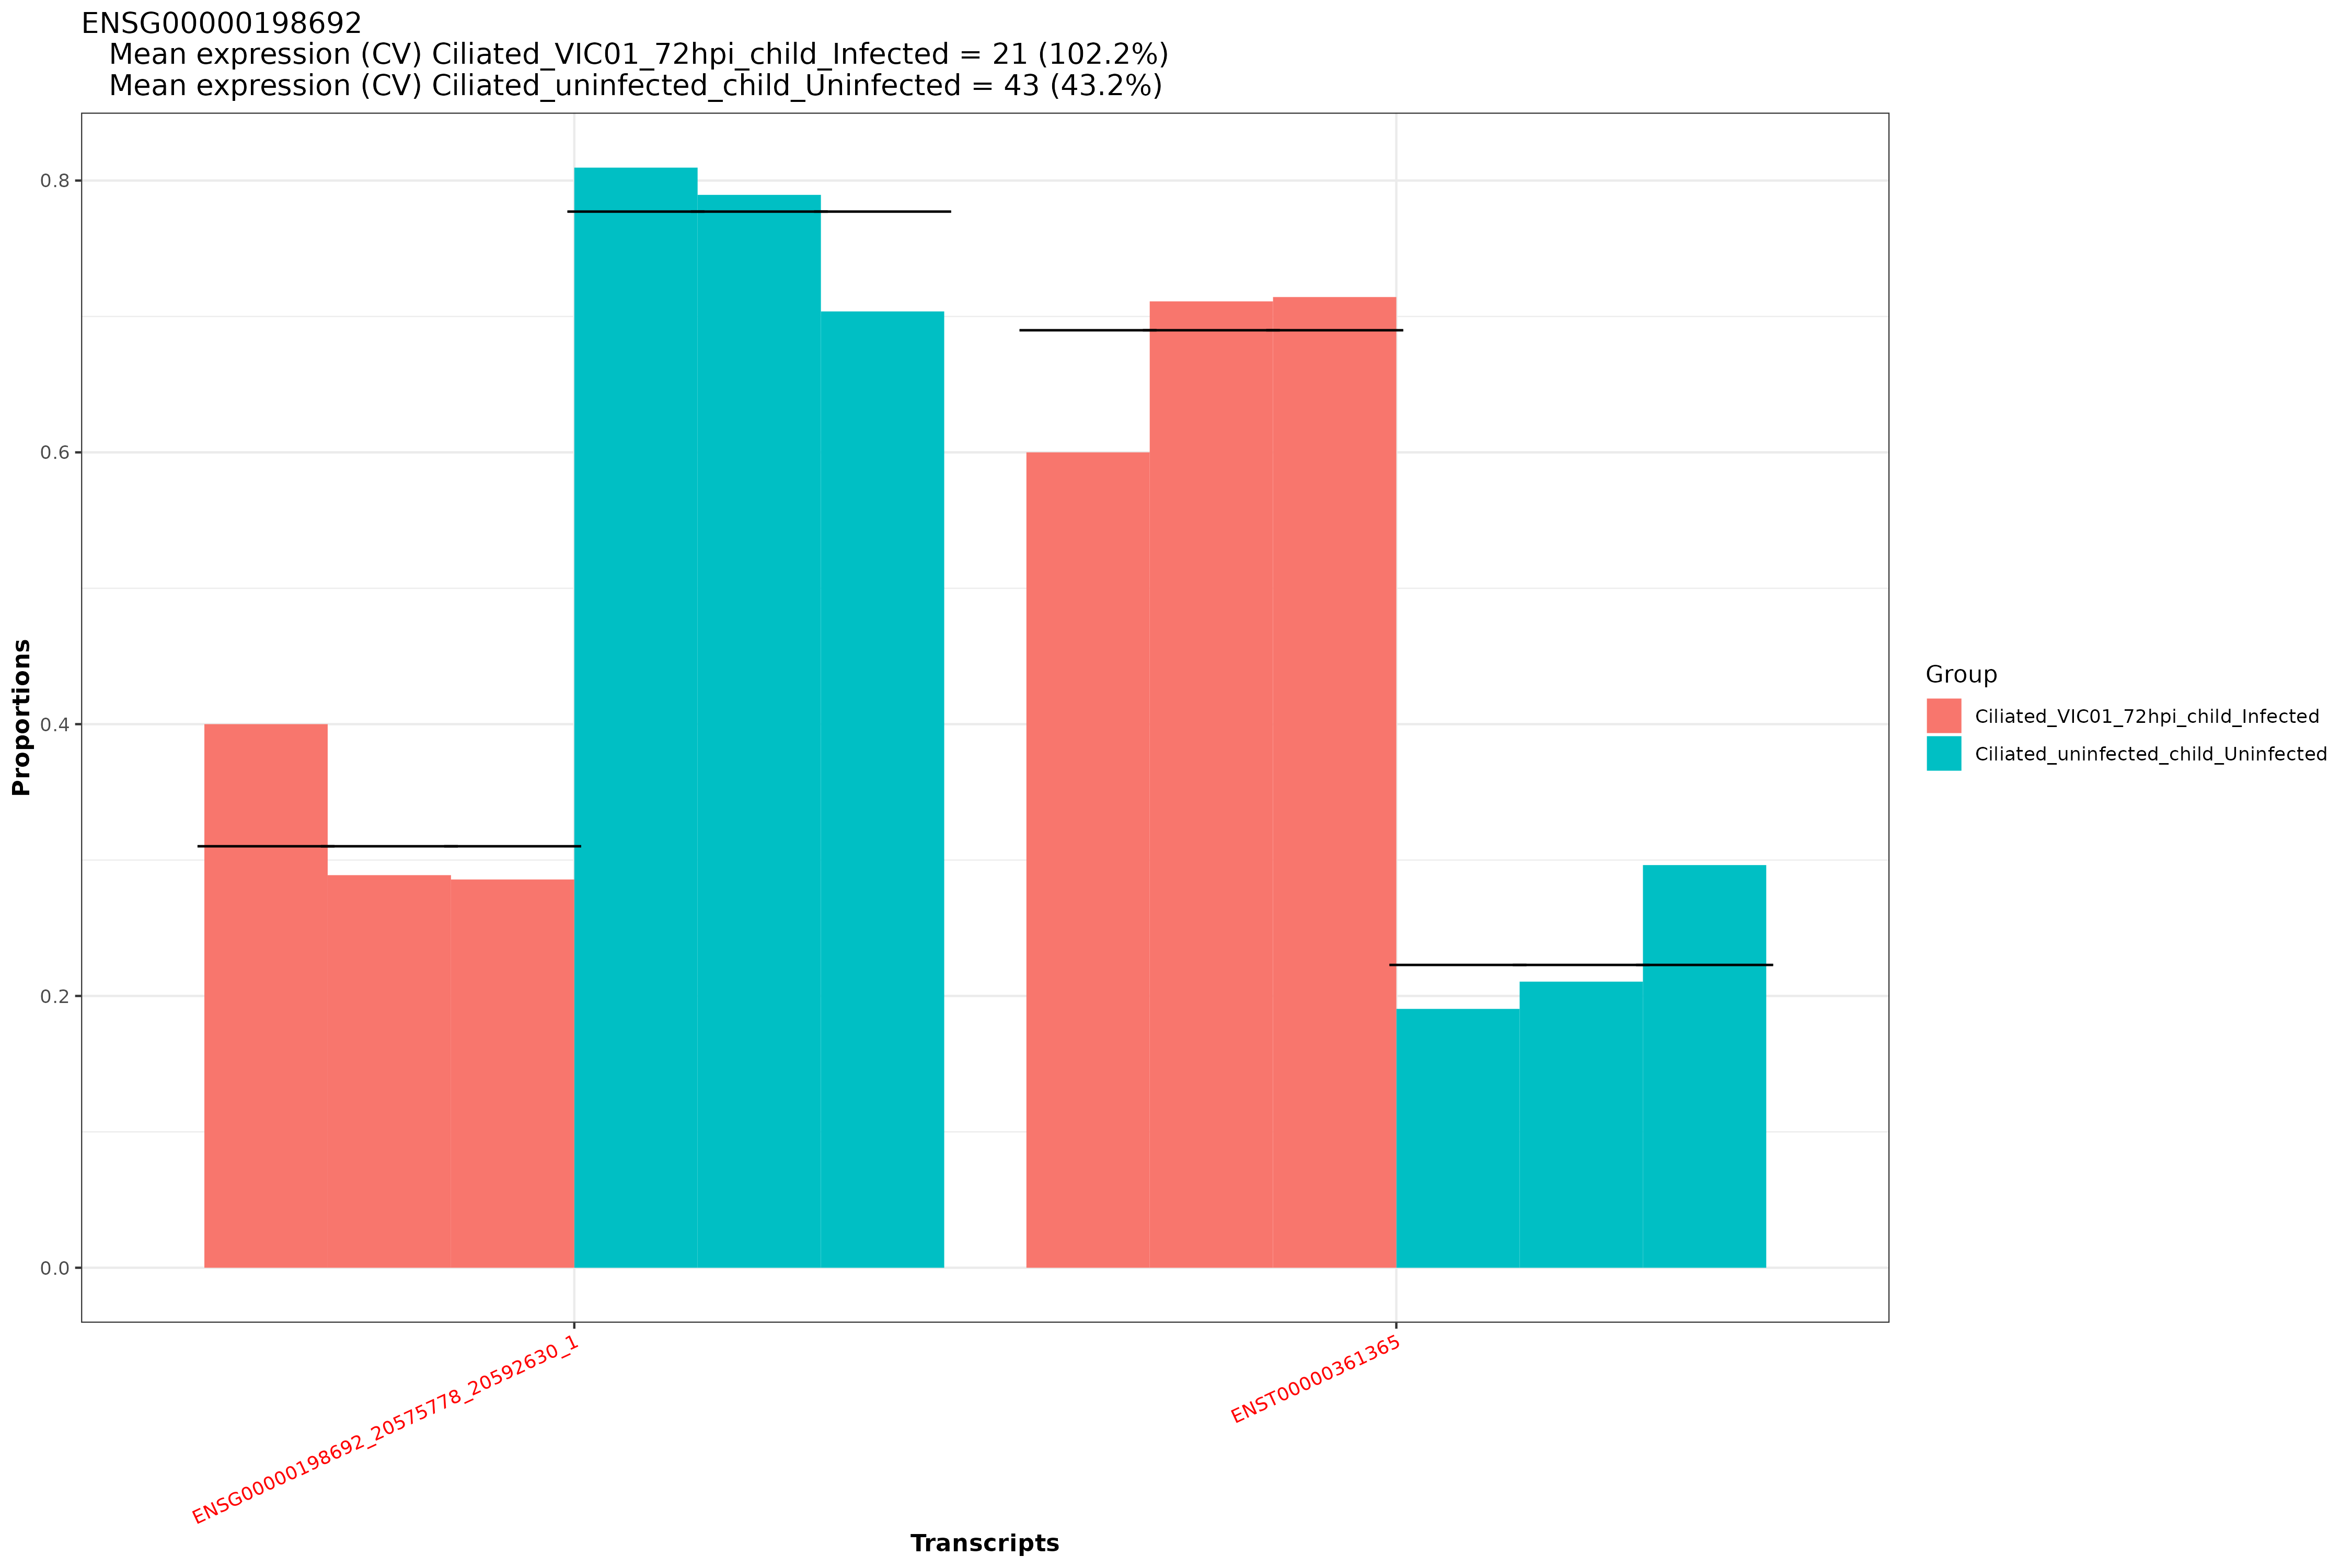 ENSG00000198692
Mean expression (CV) Ciliated_VIC01_72hpi_child_Infected = 21 (102.2%)
Mean expression (CV) Ciliated_uninfected_child_Uninfected = 43 (43.2%)
0.8
0.6
0.4
0.2
0.0
Proportions
ENSG00000198692_20575778_20592630_1
ENST00000361365
Transcripts
Group
Ciliated_VIC01_72hpi_child_Infected
Ciliated_uninfected_child_Uninfected